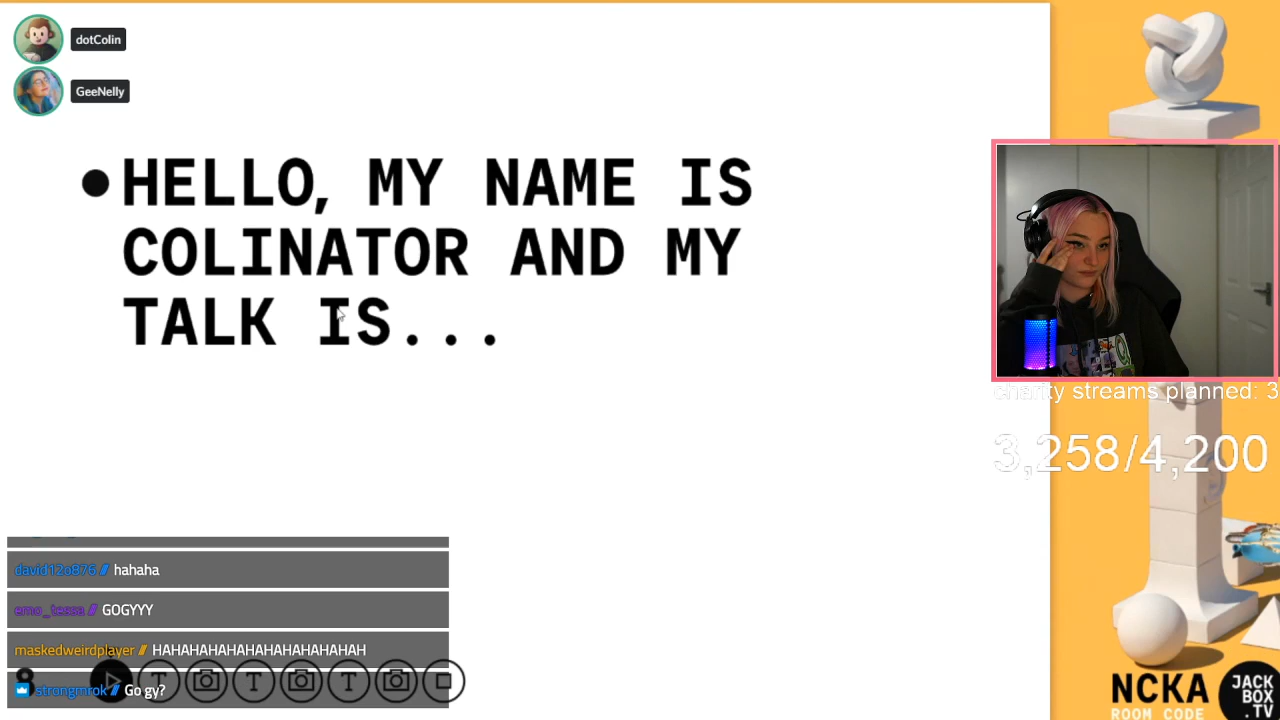 dotColin
GeeNelly
•HELLO, MY NAME IS
COLINATOR AND MY
TALK IS...
charity streams planned: 3
3,258/4,200
david12o876 // hahaha
emo_tessa // GOGYYY
maskedweirdplayer // HAHAHAHAHAHAHAHAHAHAHAH
strongmrok // Go gy?
T
T
T
NCKA
ROOM CODE
JACK
BOX
.TV